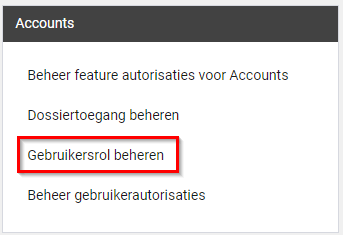 Accounts
Beheer feature autorisaties voor Accounts
Dossiertoegang beheren
Gebruikersrol beheren
Beheer gebruikerautorisaties